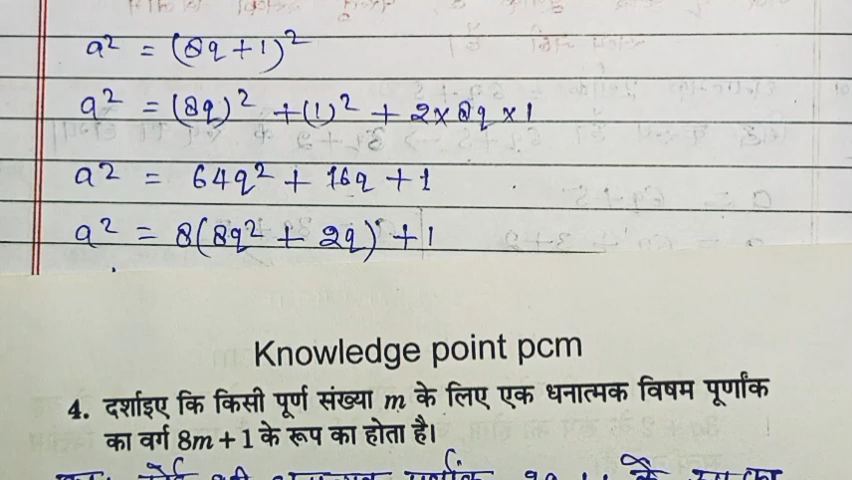 a² = (8q+1)²
a² = (8q)² + (1)² + 2×8q×1
a² = 64q² + 16q + 1
a² = 8(8q² + 2q) + 1
Knowledge point pcm
4. दर्शाइए कि किसी पूर्ण संख्या m के लिए एक धनात्मक विषम पूर्णांक
का वर्ग 8m + 1 के रूप का होता है।